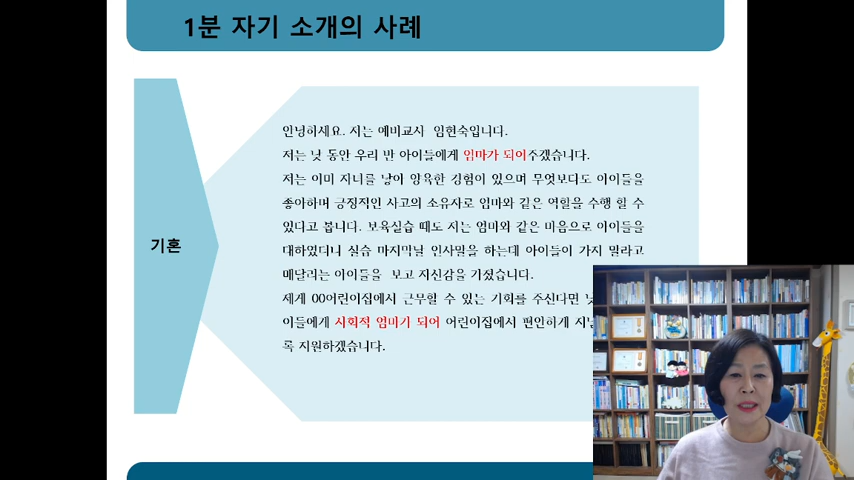 1분 자기 소개의 사례
기혼
안녕하세요. 저는 예비교사 임현숙입니다.
저는 낮 동안 우리 반 아이들에게 엄마가 되어주겠습니다.
저는 이미 자녀를 낳아 양육한 경험이 있으며 무엇보다도 아이들을
좋아하며 긍정적인 사고의 소유자로 엄마와 같은 역할을 수행 할 수
있다고 봅니다. 보육실습 때도 저는 엄마와 같은 마음으로 아이들을
대하였더니 실습 마지막날 인사말을 하는데 아이들이 가지 말라고
매달리는 아이들을 보고 자신감을 가졌습니다.
제게 00어린이집에서 근무할 수 있는 기회를 주신다면
이들에게 사회적 엄마가 되어 어린이집에서 편안하게
록 지원하겠습니다.